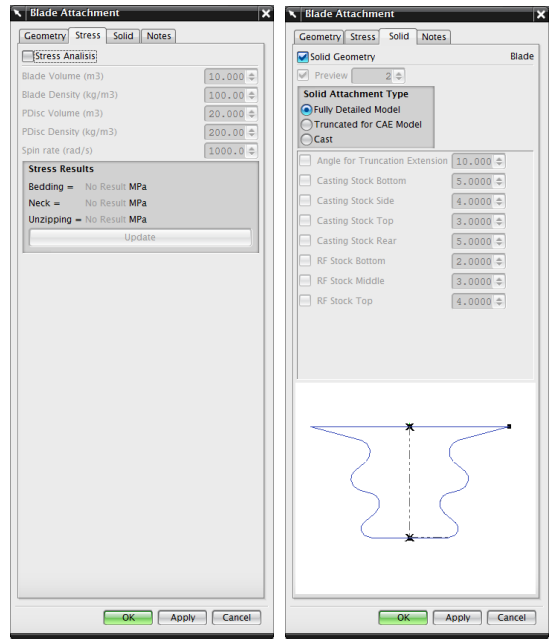 Blade Attachment
Geometry Stress Solid Notes
Stress Analisis
Blade Volume (m3) 10.000
Blade Density (kg/m3) 100.00
PDisc Volume (m3) 20.000
PDisc Density (kg/m3) 200.00
Spin rate (rad/s) 1000.0
Stress Results
Bedding = No Result MPa
Neck = No Result MPa
Unzipping = No Result MPa
Update
OK Apply Cancel
Blade Attachment
Geometry Stress Solid Notes
Solid Geometry Blade
Preview 2
Solid Attachment Type
Fully Detailed Model
Truncated for CAE Model
Cast
Angle for Truncation Extension 10.000
Casting Stock Bottom 5.0000
Casting Stock Side 4.0000
Casting Stock Top 3.0000
Casting Stock Rear 5.0000
RF Stock Bottom 2.0000
RF Stock Middle 3.0000
RF Stock Top 4.0000
OK Apply Cancel